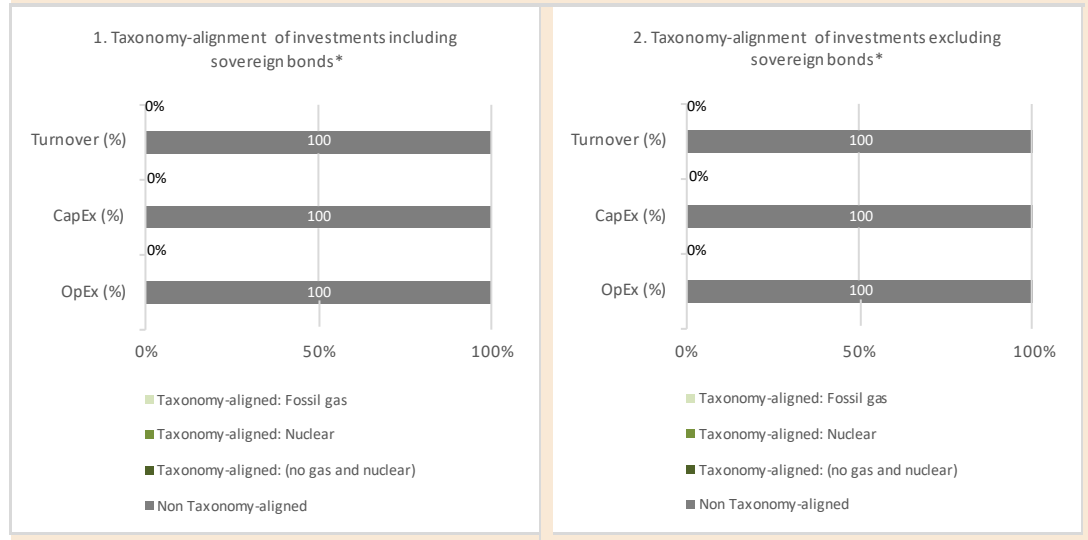 1. Taxonomy-alignment of investments including
sovereign bonds*
0%
Turnover (%)
100
0%
CapEx (%)
100
0%
OpEx (%)
100
0%
50%
100%
Taxonomy-aligned: Fossil gas
Taxonomy-aligned: Nuclear
Taxonomy-aligned: (no gas and nuclear)
Non Taxonomy-aligned
2. Taxonomy-alignment of investments excluding
sovereign bonds*
0%
Turnover (%)
100
0%
CapEx (%)
100
0%
OpEx (%)
100
0%
50%
100%
Taxonomy-aligned: Fossil gas
Taxonomy-aligned: Nuclear
Taxonomy-aligned: (no gas and nuclear)
Non Taxonomy-aligned